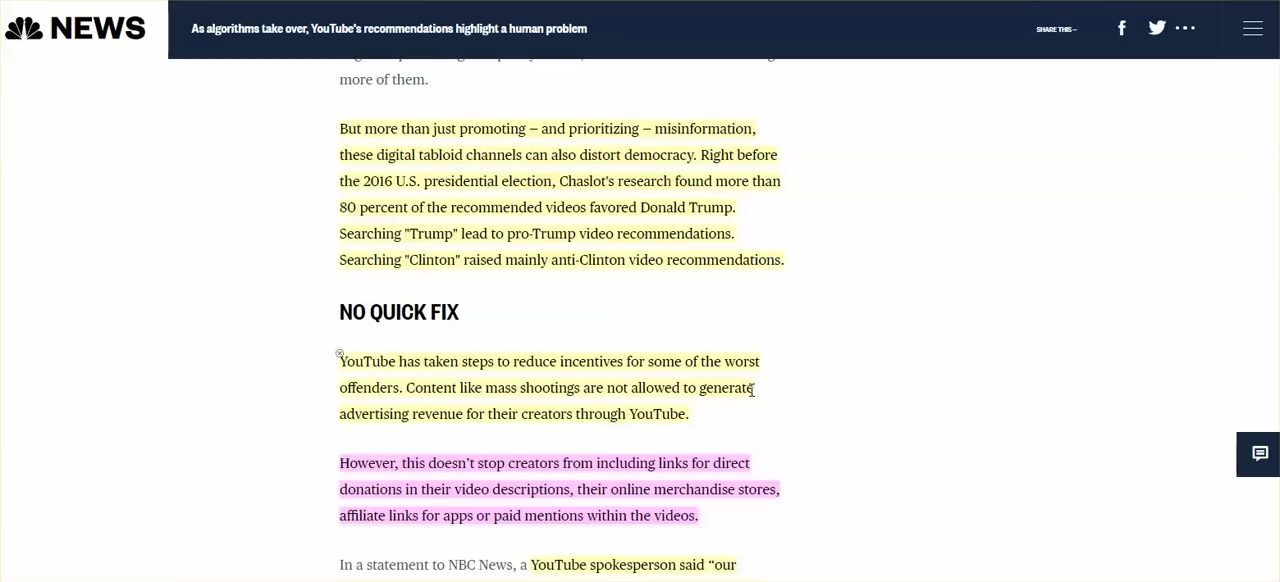 NEWS
As algorithms take over, YouTube's recommendations highlight a human problem
SHARE THIS —
more of them.
But more than just promoting — and prioritizing — misinformation,
these digital tabloid channels can also distort democracy. Right before
the 2016 U.S. presidential election, Chaslot's research found more than
80 percent of the recommended videos favored Donald Trump.
Searching "Trump" lead to pro-Trump video recommendations.
Searching "Clinton" raised mainly anti-Clinton video recommendations.
NO QUICK FIX
YouTube has taken steps to reduce incentives for some of the worst
offenders. Content like mass shootings are not allowed to generate
advertising revenue for their creators through YouTube.
However, this doesn't stop creators from including links for direct
donations in their video descriptions, their online merchandise stores,
affiliate links for apps or paid mentions within the videos.
In a statement to NBC News, a YouTube spokesperson said “our